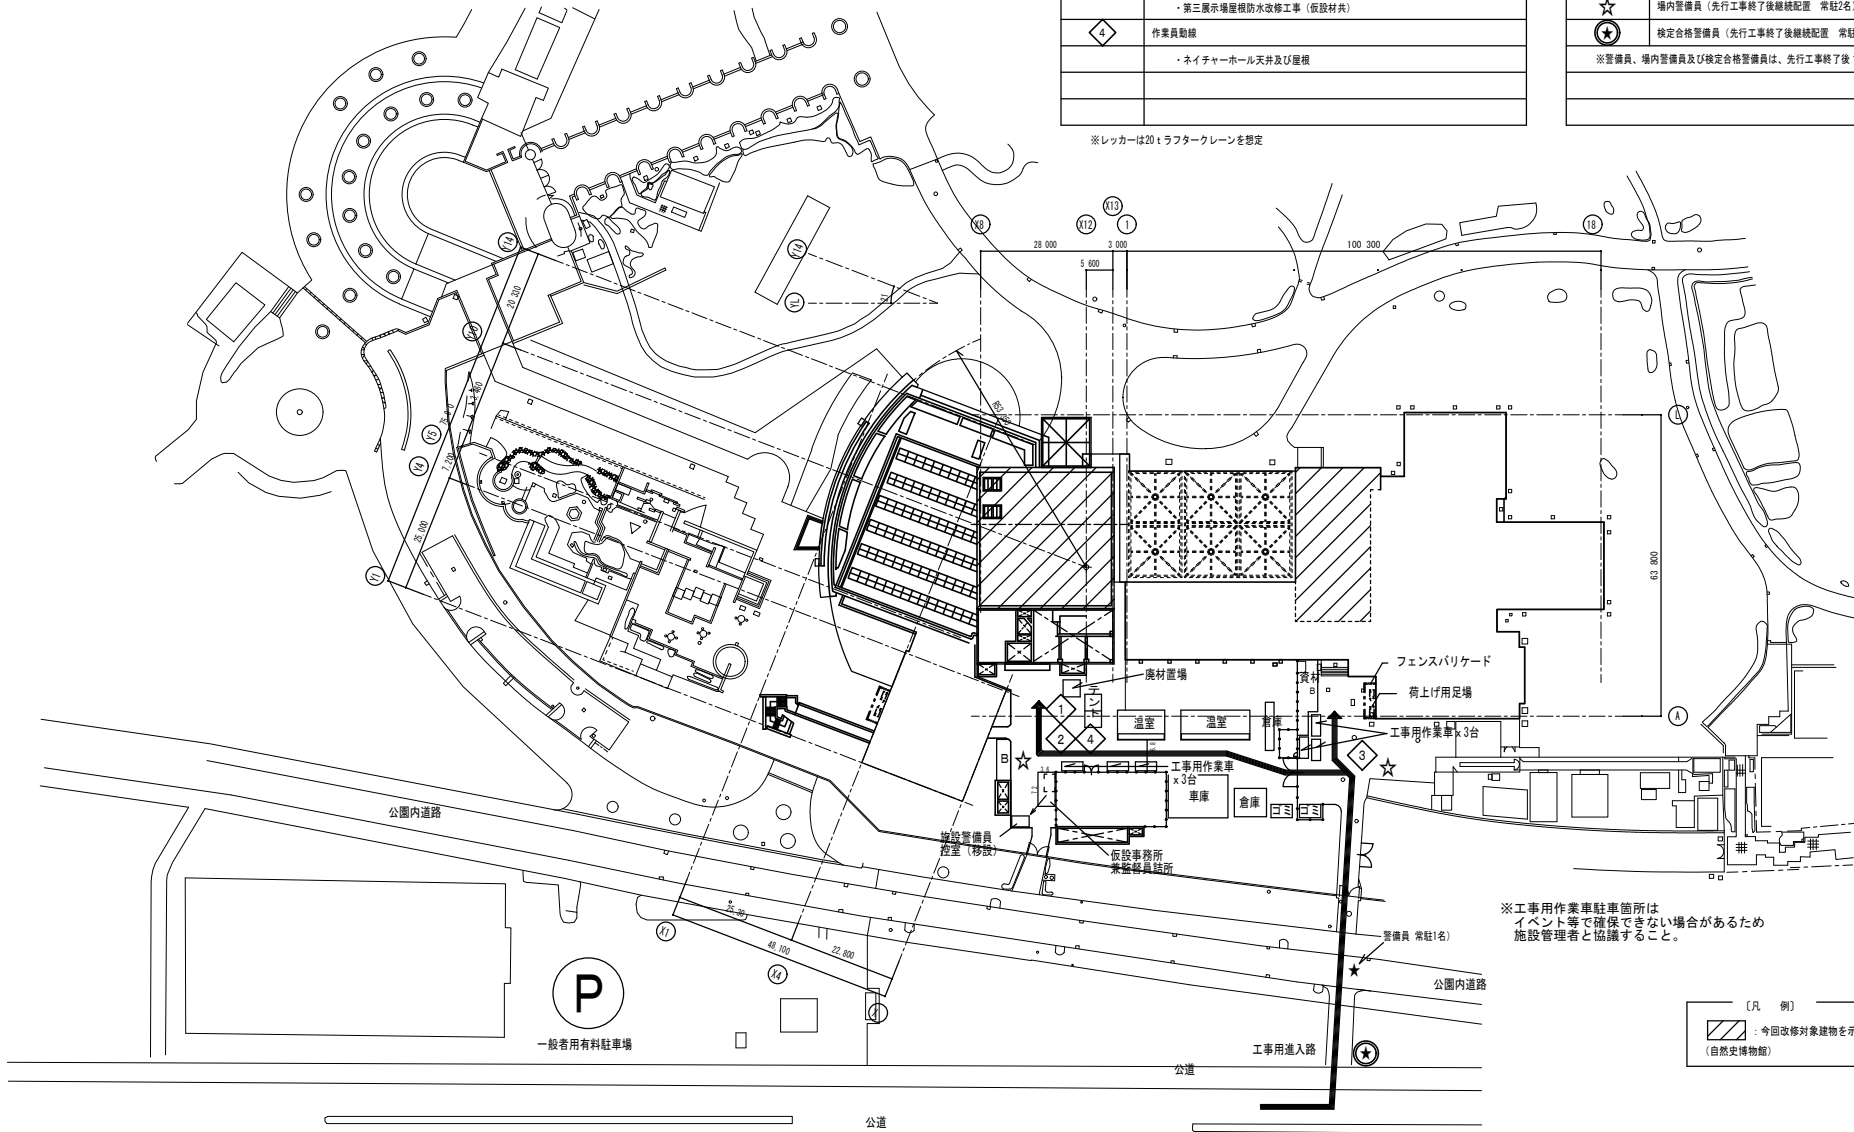 ・第三展示場屋根防水改修工事（仮設材共）
4 作業員動線
・ネイチャーホール天井及び屋根
※レッカーは20ｔラフタークレーンを想定
☆ 場内警備員（先行工事終了後継続配置 常駐2名
★ 検定合格警備員（先行工事終了後継続配置 常駐
※警備員、場内警備員及び検定合格警備員は、先行工事終了後
X8
X12
X13
1
18
28 000
3 000
100 300
5 600
Y14
Y14
YL
20 330
Y5
Y4
Y1
7 200
25 000
L
63 800
A
フェンスバリケード
荷上げ用足場
廃材置場
テント
資材
B
1
2
4
温室
温室
倉庫
工事用作業車ｘ3台
3
B
工事用作業車
ｘ3台
車庫
倉庫
ゴミ
ゴミ
公園内道路
施設警備員
控室（移設）
仮設事務所
兼監督員詰所
※工事用作業車駐車箇所は
イベント等で確保できない場合があるため
施設管理者と協議すること。
警備員 常駐1名）
公園内道路
X1
48 100
22 800
X4
P
一般者用有料駐車場
工事用進入路
公道
公道
〔凡 例〕
：今回改修対象建物を示
（自然史博物館）